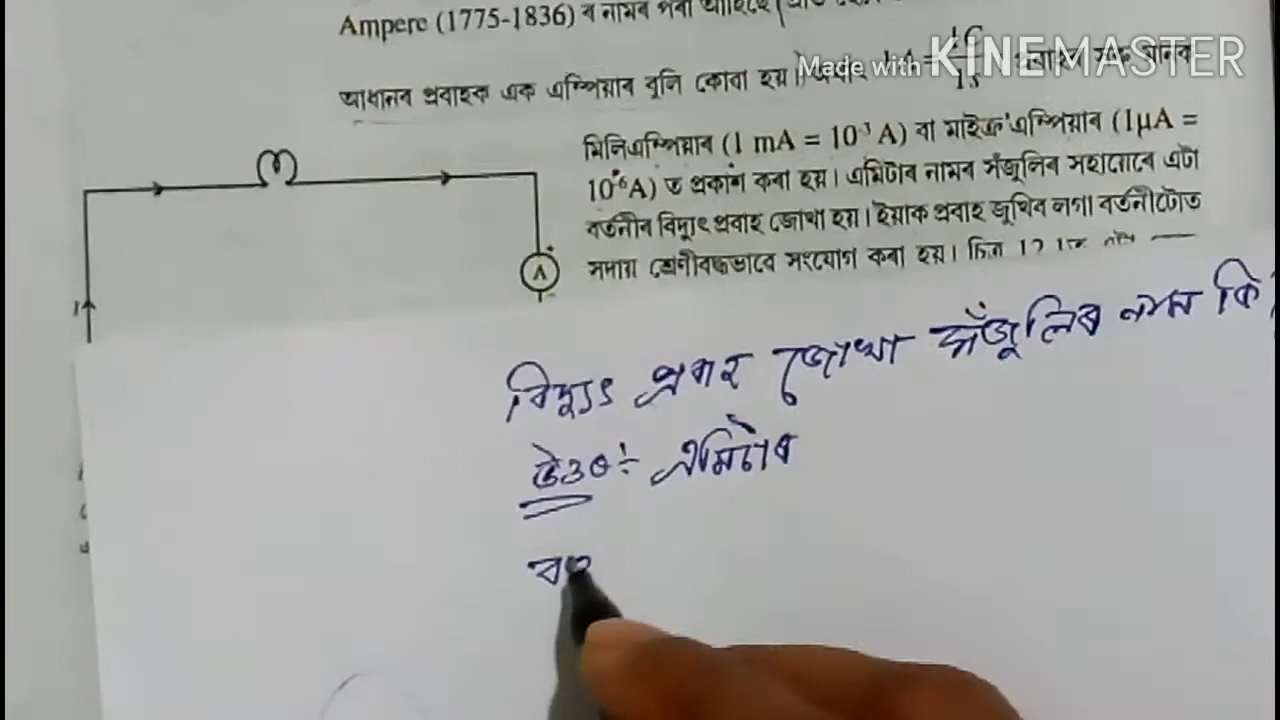 Ampere (1775-1836) ৰ নামৰ পৰা আহিছে
Made with KINEMASTER
আধানৰ প্ৰবাহক এক এম্পিয়াৰ বুলি কোৱা হয়। 1C
1s
মিলিএম্পিয়াৰ (1 mA = 10⁻³ A) বা মাইক্ৰ'এম্পিয়াৰ (1µA =
10⁻⁶A) ত প্ৰকাশ কৰা হয়। এমিটাৰ নামৰ সঁজুলিৰ সহায়েৰে এটা
বৰ্তনীৰ বিদ্যুৎ প্ৰবাহ জোখা হয়। ইয়াক প্ৰবাহ জুখিব লগা বৰ্তনীটোত
সদায় শ্ৰেণীবদ্ধভাবে সংযোগ কৰা হয়। চিত্ৰ
A
বিদ্যুৎ প্ৰবাহ জোখা সঁজুলিৰ নাম কি
উত্তৰ ঃ এমিটাৰ